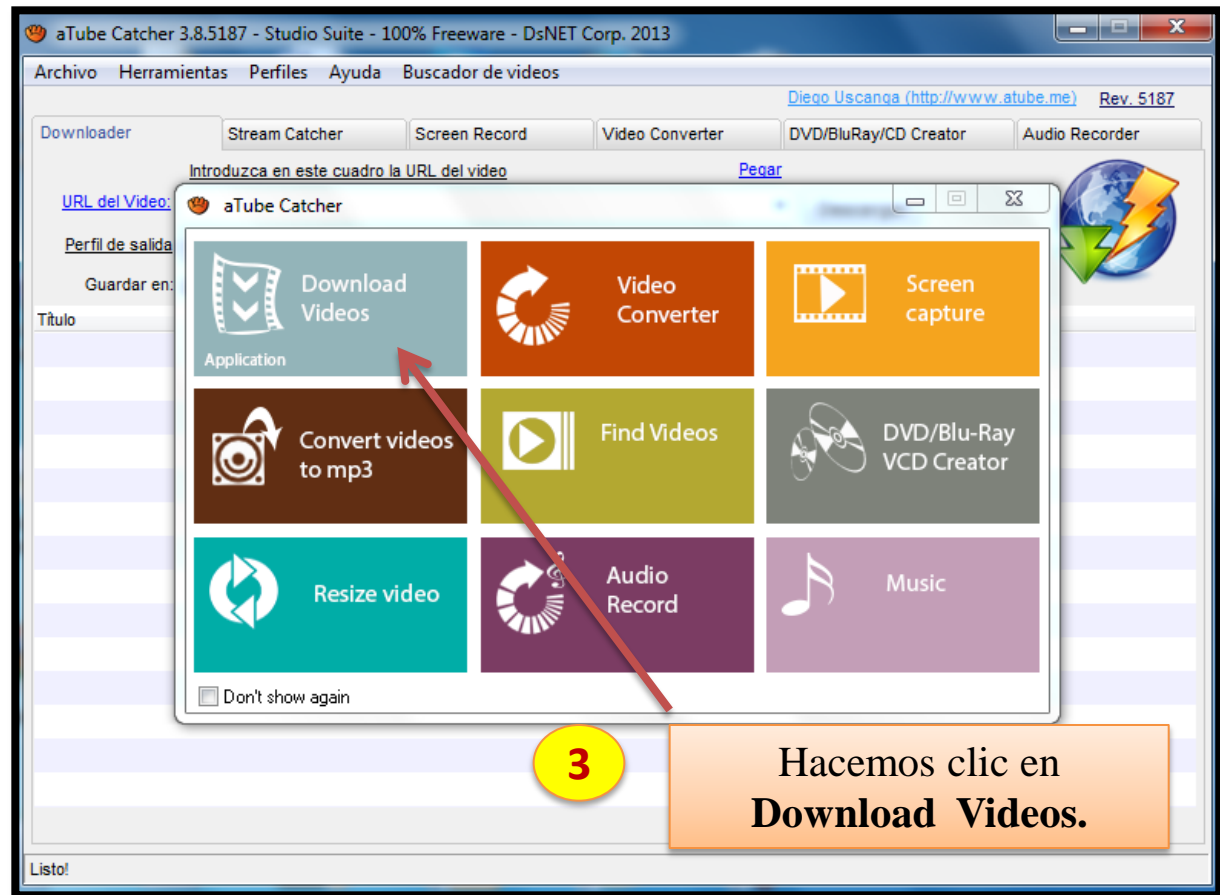 aTube Catcher 3.8.5187 - Studio Suite - 100% Freeware - DsNET Corp. 2013
Archivo Herramientas Perfiles Ayuda Buscador de videos
Diego Uscanga (http://www.atube.me) Rev. 5187
Downloader Stream Catcher Screen Record Video Converter DVD/BluRay/CD Creator Audio Recorder
Introduzca en este cuadro la URL del video Pegar
URL del Video:
aTube Catcher
Perfil de salida
Guardar en:
Título
Download
Videos
Application
Video
Converter
Screen
capture
Convert videos
to mp3
Find Videos
DVD/Blu-Ray
VCD Creator
Resize video
Audio
Record
Music
Don't show again
3
Hacemos clic en
Download Videos.
Listo!